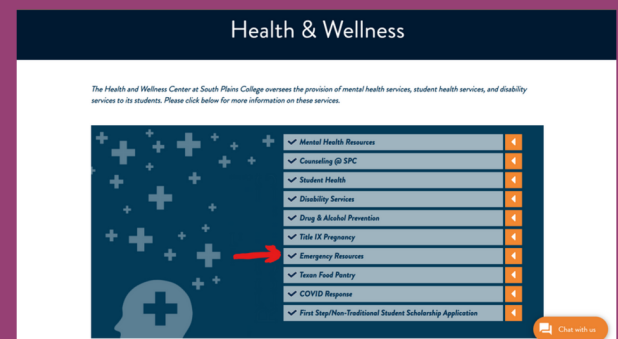 Health & Wellness
The Health and Wellness Center at South Plains College oversees the provision of mental health services, student health services, and disability
services to its students. Please click below for more information on these services.
Mental Health Resources
Counseling @ SPC
Student Health
Disability Services
Drug & Alcohol Prevention
Title IX Pregnancy
Emergency Resources
Texan Food Pantry
COVID Response
First Step/Non-Traditional Student Scholarship Application
Chat with us